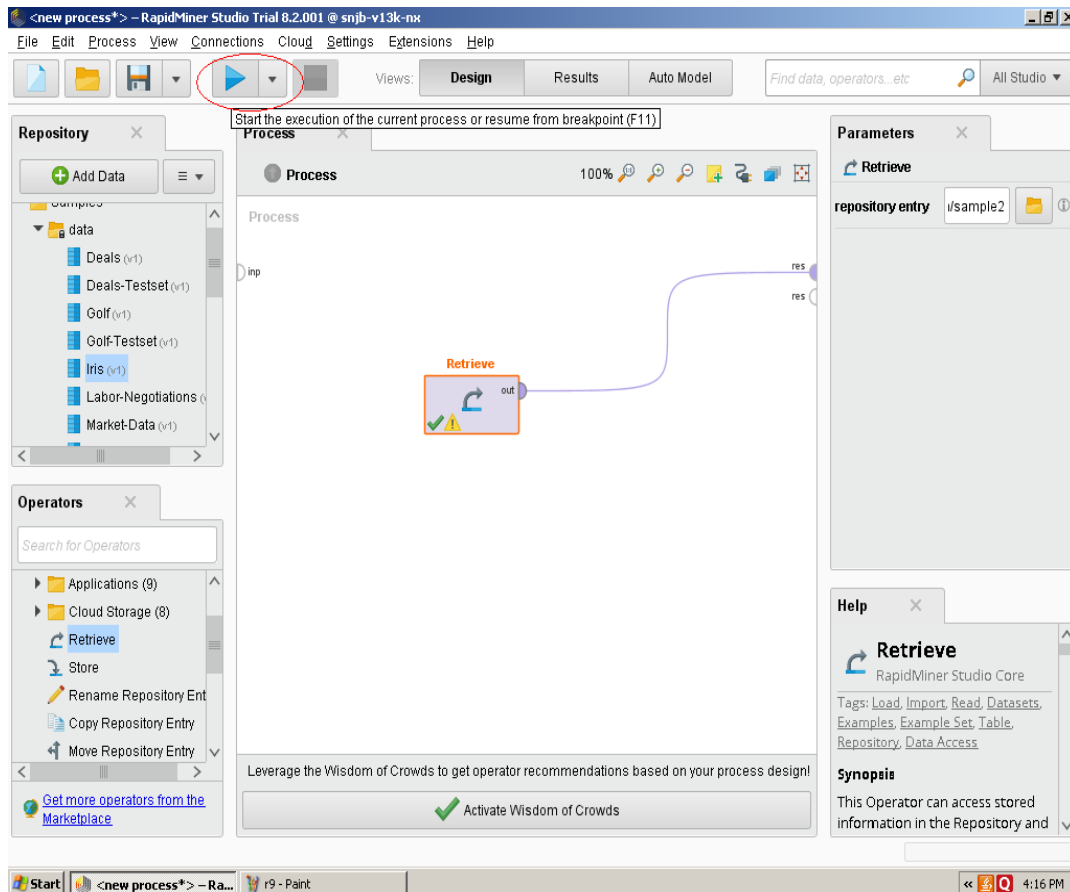 <new process*> – RapidMiner Studio Trial 8.2.001 @ snjb-v13k-nx
File Edit Process View Connections Cloud Settings Extensions Help
Views: Design Results Auto Model Find data, operators...etc All Studio
Start the execution of the current process or resume from breakpoint (F11)
Repository
Add Data
data
Deals (v1)
Deals-Testset (v1)
Golf (v1)
Golf-Testset (v1)
Iris (v1)
Labor-Negotiations
Market-Data (v1)
Operators
Search for Operators
Applications (9)
Cloud Storage (8)
Retrieve
Store
Rename Repository Ent
Copy Repository Entry
Move Repository Entry
Get more operators from the
Marketplace
Process
Process
100%
Process
inp
res
res
Retrieve
out
Leverage the Wisdom of Crowds to get operator recommendations based on your process design!
Activate Wisdom of Crowds
Parameters
Retrieve
repository entry /sample2
Help
Retrieve
RapidMiner Studio Core
Tags: Load, Import, Read, Datasets,
Examples, Example Set, Table,
Repository, Data Access
Synopsis
This Operator can access stored
information in the Repository and
Start <new process*> – Ra... r9 - Paint « Q 4:16 PM